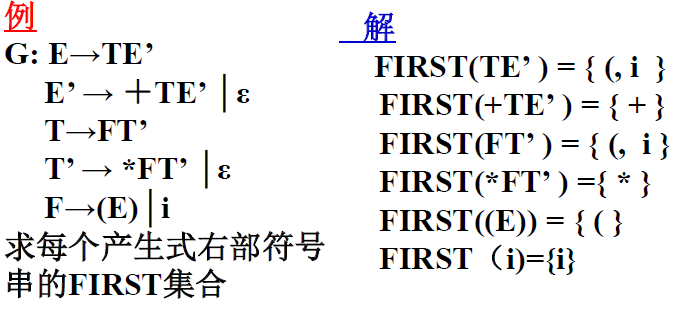 例
G: E→TE’
E’ → ＋TE’ │ε
T→FT’
T’ → *FT’ │ε
F→(E)│i
求每个产生式右部符号
串的FIRST集合
解
FIRST(TE’ ) = { (, i }
FIRST(+TE’ ) = { + }
FIRST(FT’ ) = { (, i }
FIRST(*FT’ ) ={ * }
FIRST((E)) = { ( }
FIRST（i)={i}